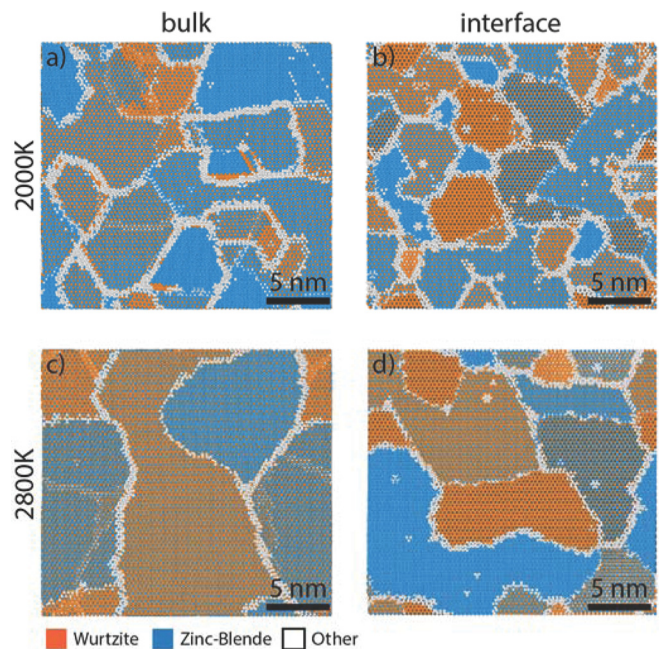 bulk interface
a) b)
2000K
5 nm 5 nm
c) d)
2800K
5 nm 5 nm
Wurtzite Zinc-Blende Other